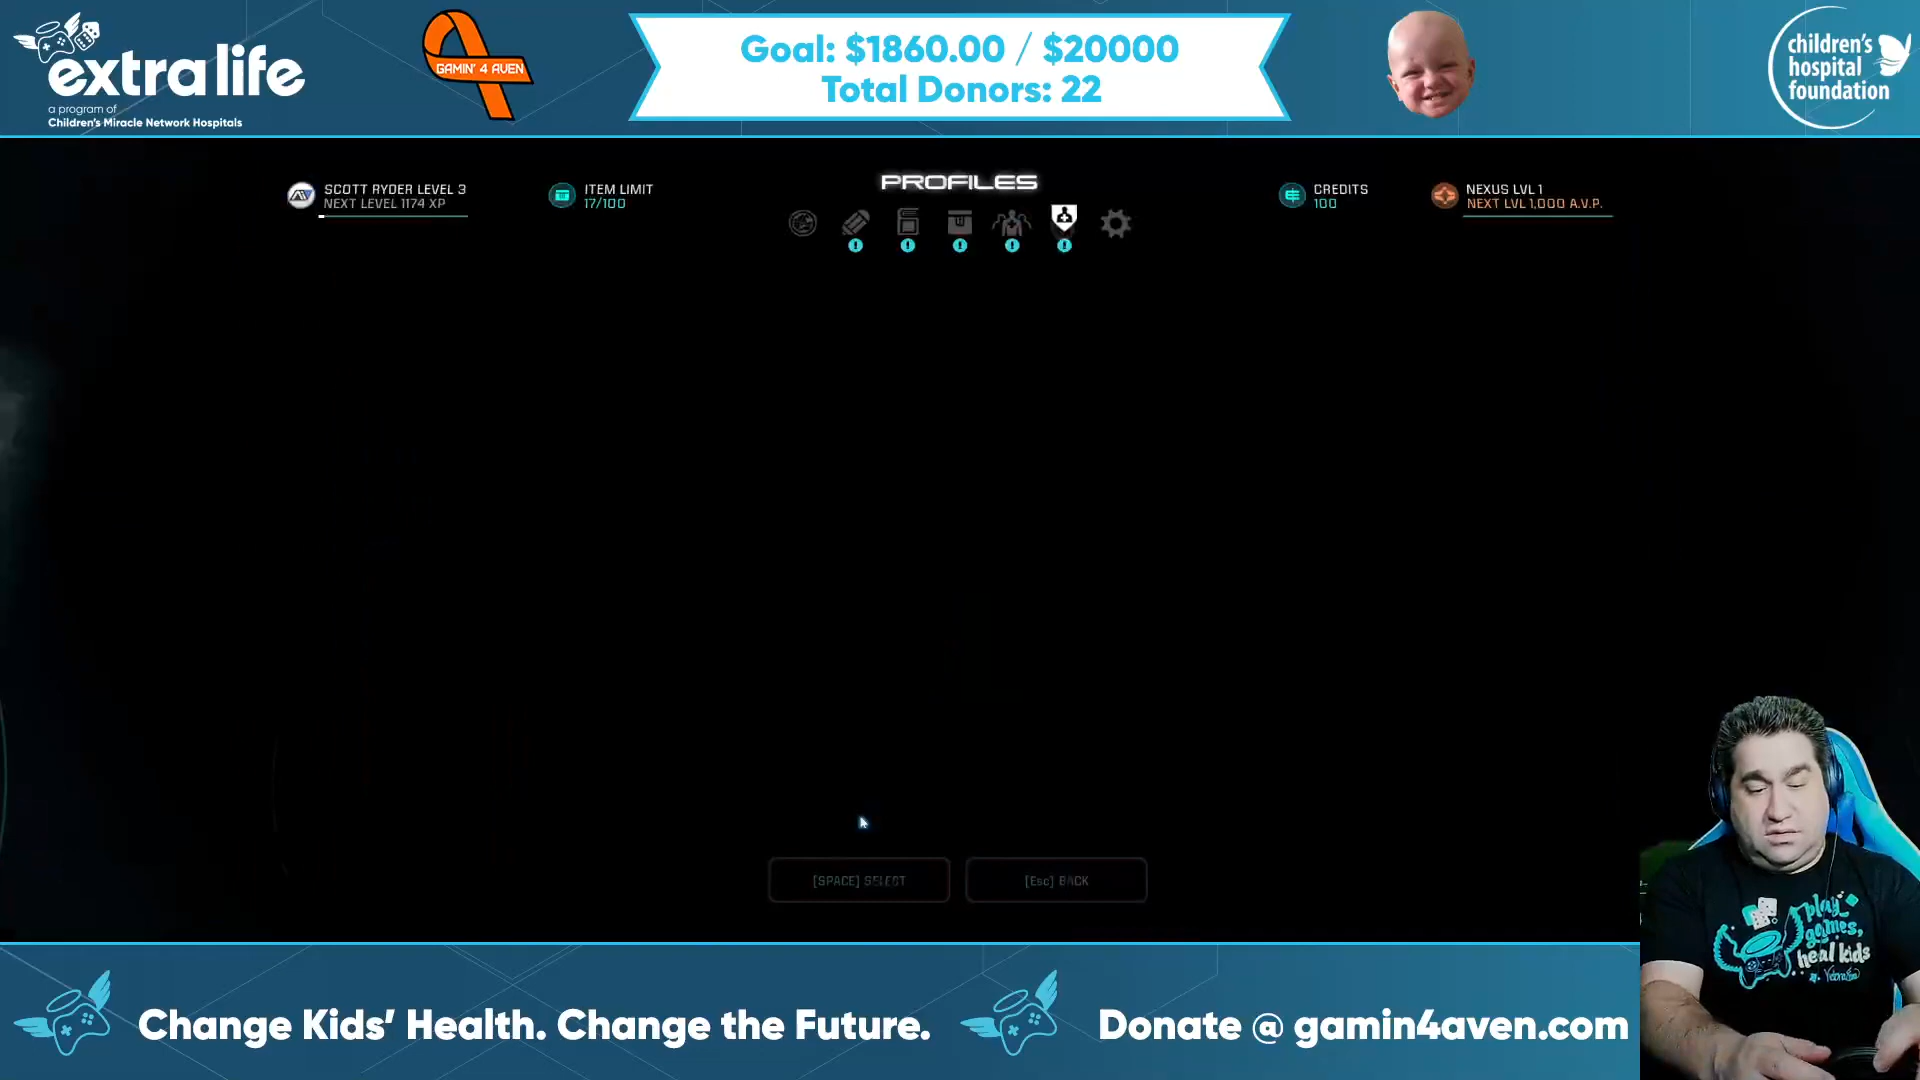 extra life
a program of
Children's Miracle Network Hospitals
GAMIN' 4 AVEN
Goal: $1860.00 / $20000
Total Donors: 22
children's
hospital
foundation
PROFILES
SCOTT RYDER LEVEL 3
NEXT LEVEL 1174 XP
ITEM LIMIT
17/100
CREDITS
100
NEXUS LVL 1
NEXT LVL 1,000 A.V.P.
[SPACE] SELECT
[Esc] BACK
play
games,
heal kids
Change Kids' Health. Change the Future.
Donate @ gamin4aven.com